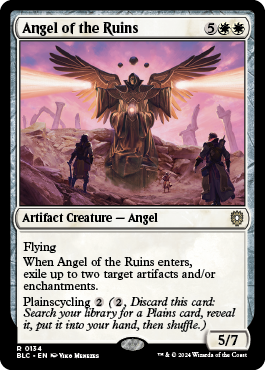 Angel of the Ruins 5
Artifact Creature — Angel
Flying
When Angel of the Ruins enters,
exile up to two target artifacts and/or
enchantments.
Plainscycling 2 (2, Discard this card:
Search your library for a Plains card, reveal
it, put it into your hand, then shuffle.)
5/7
R 0134
BLC • EN Viko Menezes
™ & © 2024 Wizards of the Coast